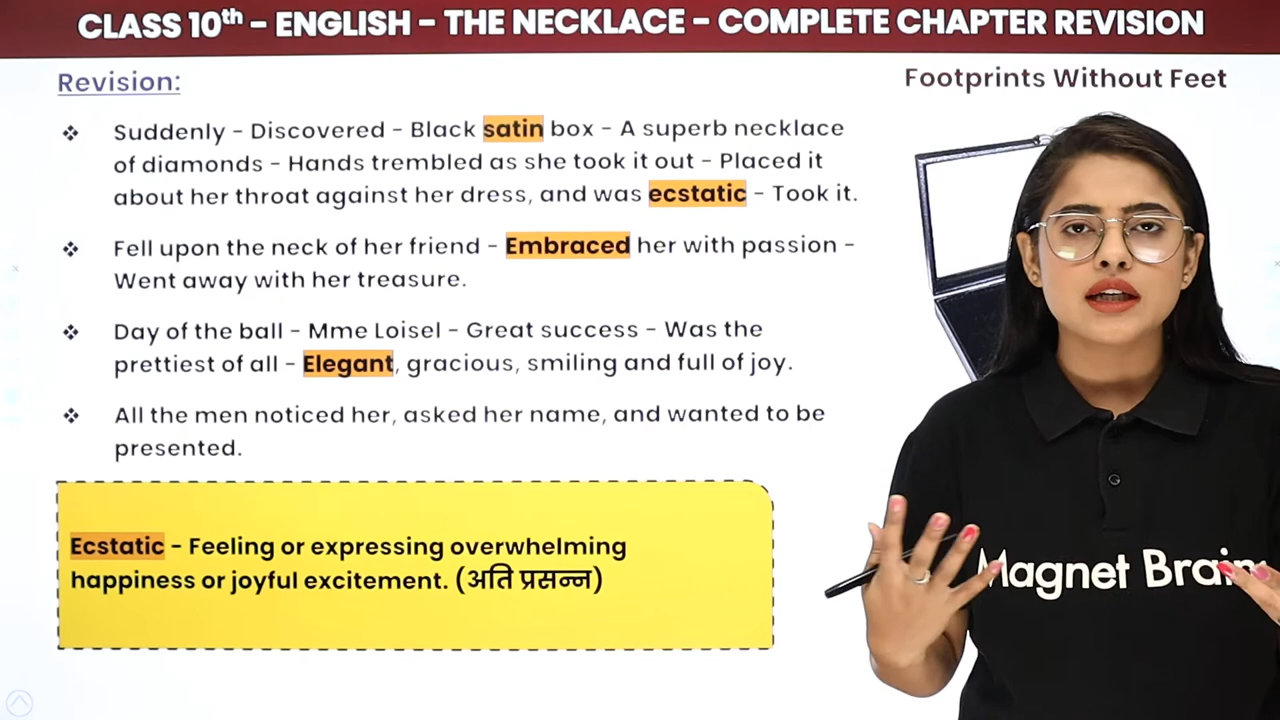 CLASS 10th – ENGLISH – THE NECKLACE – COMPLETE CHAPTER REVISION
Revision:
Footprints Without Feet
❖ Suddenly – Discovered – Black satin box – A superb necklace
of diamonds – Hands trembled as she took it out – Placed it
about her throat against her dress, and was ecstatic – Took it.
❖ Fell upon the neck of her friend – Embraced her with passion –
Went away with her treasure.
❖ Day of the ball – Mme Loisel – Great success – Was the
prettiest of all – Elegant, gracious, smiling and full of joy.
❖ All the men noticed her, asked her name, and wanted to be
presented.
Ecstatic – Feeling or expressing overwhelming
happiness or joyful excitement. (अति प्रसन्न)
Magnet Brain